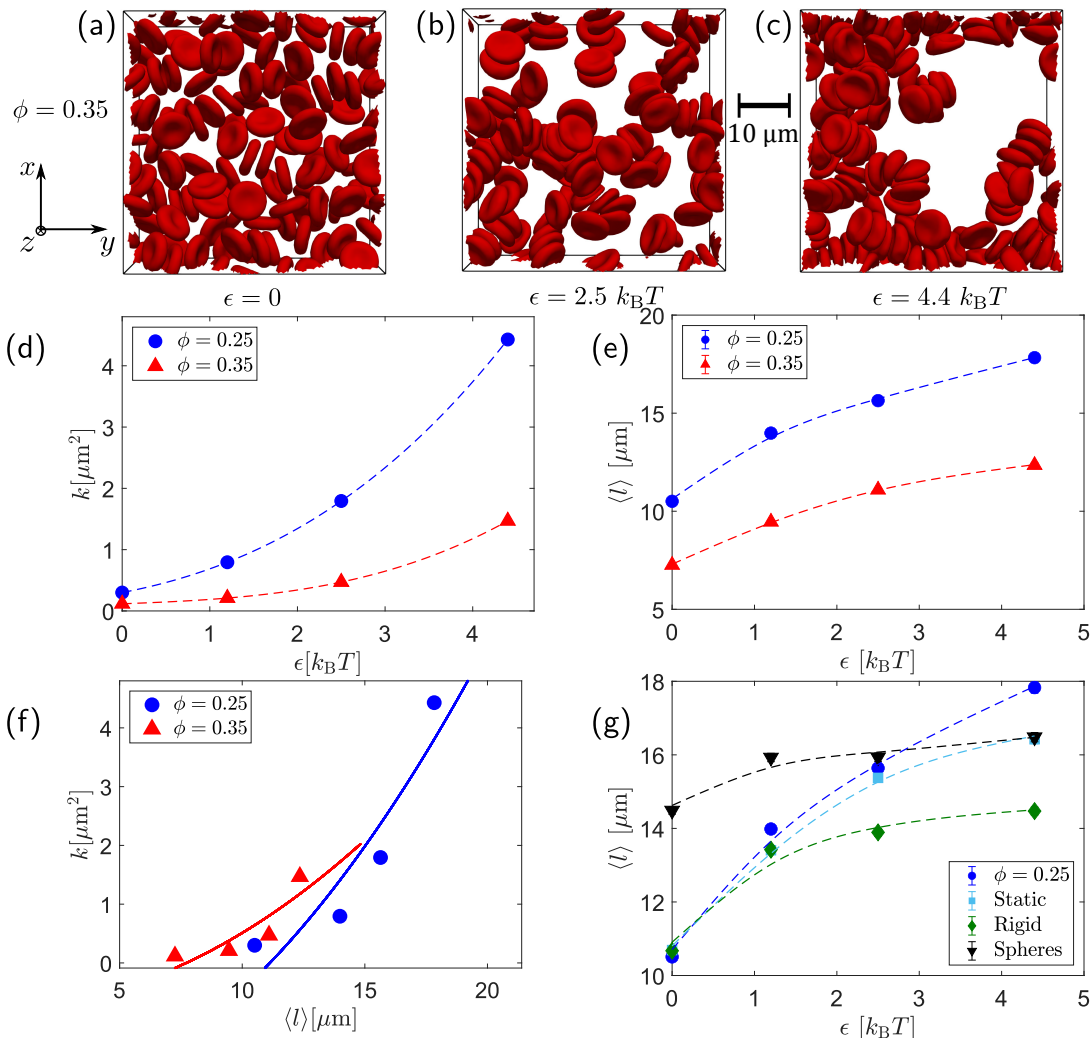 (a)
(b)
(c)
ϕ = 0.35
10 μm
x
z
y
ϵ = 0
ϵ = 2.5 k_BT
ϵ = 4.4 k_BT
(d)
ϕ = 0.25
ϕ = 0.35
k[μm²]
4
3
2
1
0
0 1 2 3 4
ϵ[k_BT]
(e)
ϕ = 0.25
ϕ = 0.35
⟨l⟩ [μm]
20
15
10
5
0 1 2 3 4 5
ϵ [k_BT]
(f)
ϕ = 0.25
ϕ = 0.35
k[μm²]
4
3
2
1
0
5 10 15 20
⟨l⟩[μm]
(g)
⟨l⟩ [μm]
18
16
14
12
10
ϕ = 0.25
Static
Rigid
Spheres
0 1 2 3 4 5
ϵ [k_BT]